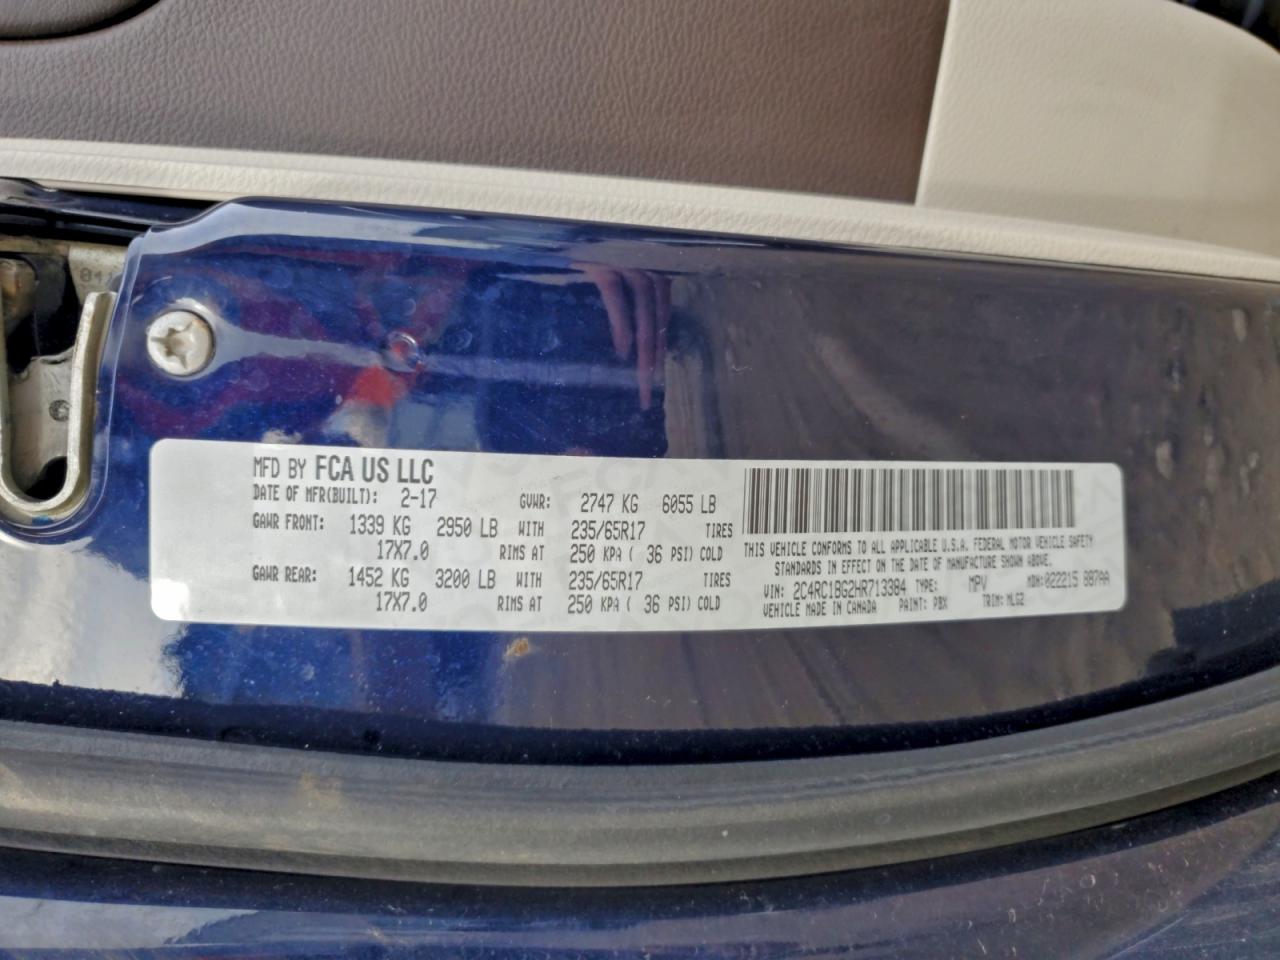 MFD BY FCA US LLC
DATE OF MFR(BUILT): 2-17 GVWR: 2747 KG 6055 LB
GAWR FRONT: 1339 KG 2950 LB WITH 235/65R17 TIRES
17X7.0 RIMS AT 250 KPA ( 36 PSI) COLD
GAWR REAR: 1452 KG 3200 LB WITH 235/65R17 TIRES
17X7.0 RIMS AT 250 KPA ( 36 PSI) COLD
THIS VEHICLE CONFORMS TO ALL APPLICABLE U.S.A. FEDERAL MOTOR VEHICLE SAFETY
STANDARDS IN EFFECT ON THE DATE OF MANUFACTURE SHOWN ABOVE.
VIN: 2C4RC1BG2HR713384 TYPE: MPV MDH: 022215 887AA
VEHICLE MADE IN CANADA PAINT: PBX TRIM: MLG2